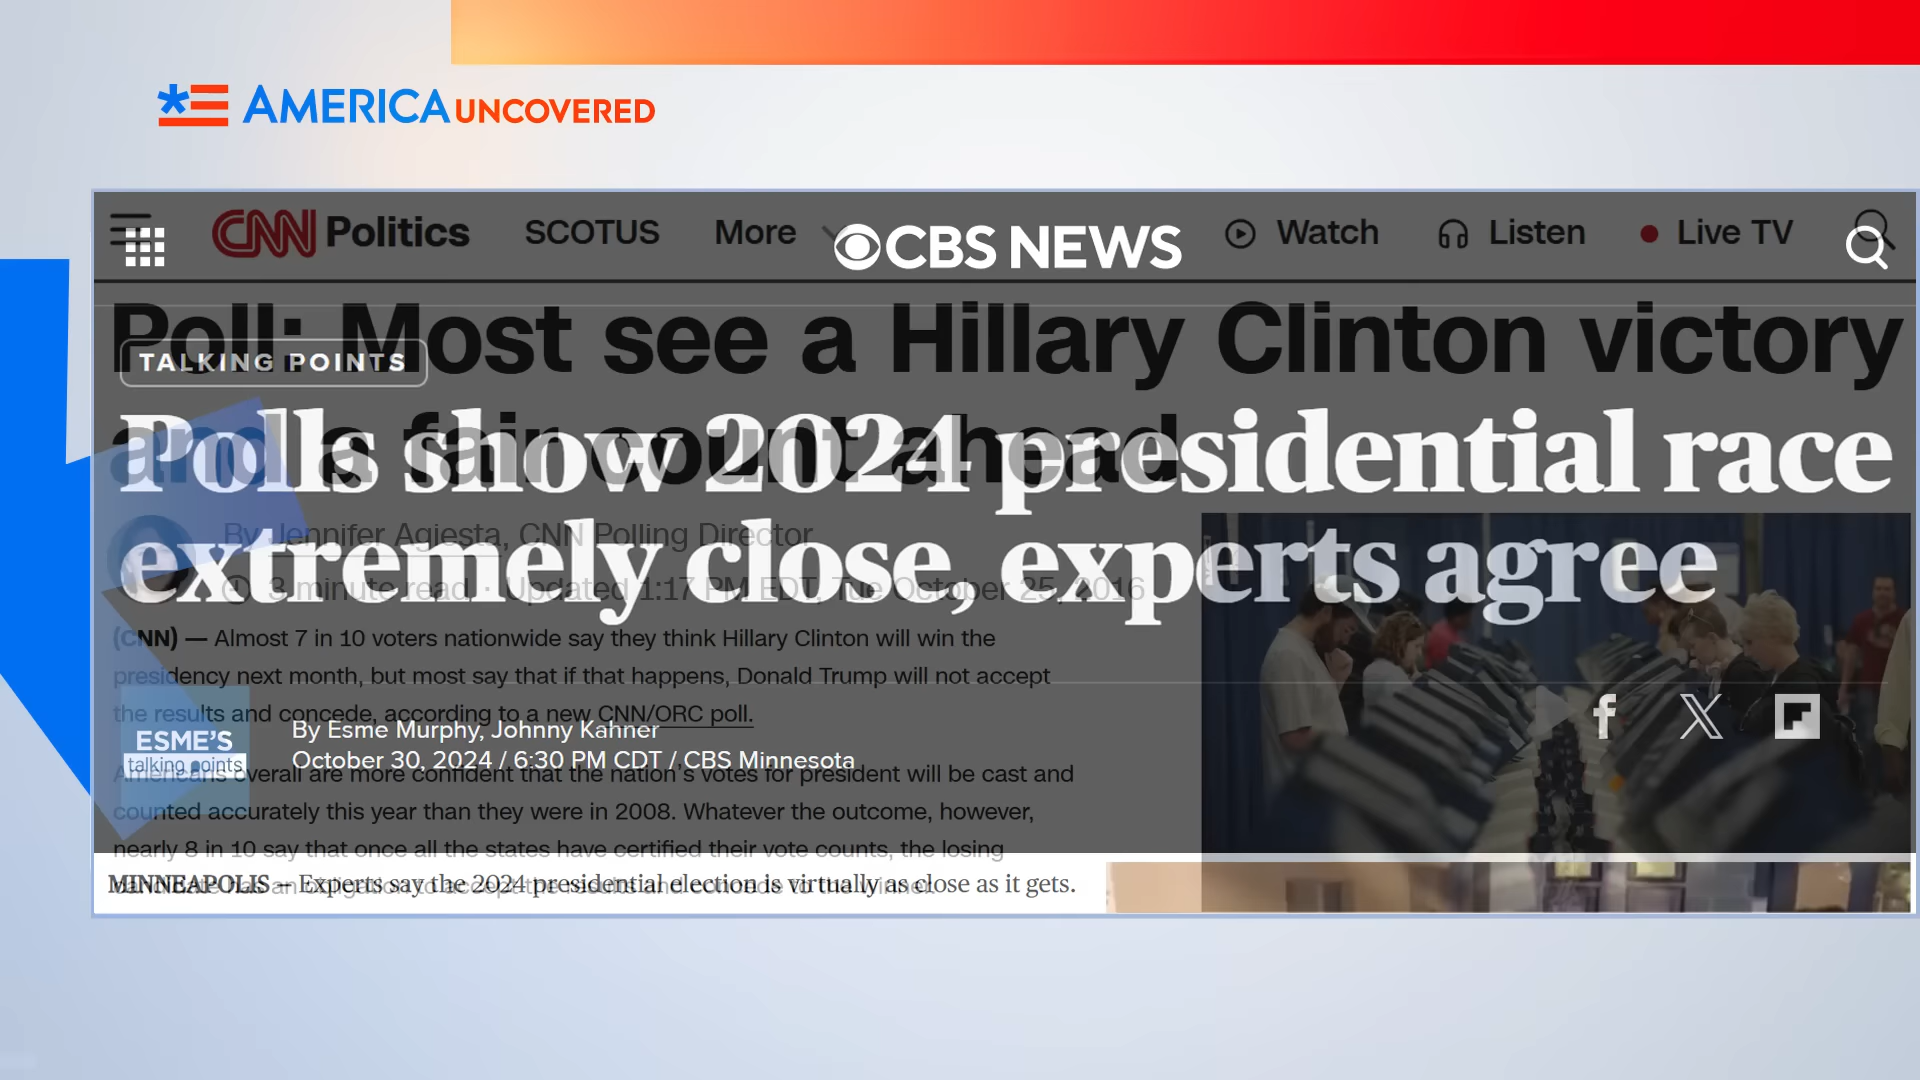 AMERICA UNCOVERED
CNN Politics SCOTUS More Watch Listen Live TV
CBS NEWS
Poll: Most see a Hillary Clinton victory
and a fair count ahead
TALKING POINTS
Polls show 2024 presidential race
extremely close, experts agree
By Jennifer Agiesta, CNN Polling Director
3 minute read · Updated 1:17 PM EDT, Tue October 25, 2016
(CNN) — Almost 7 in 10 voters nationwide say they think Hillary Clinton will win the
presidency next month, but most say that if that happens, Donald Trump will not accept
the results and concede, according to a new CNN/ORC poll.
ESME'S
talking points
By Esme Murphy, Johnny Kahner
October 30, 2024 / 6:30 PM CDT / CBS Minnesota
Americans overall are more confident that the nation's votes for president will be cast and
counted accurately this year than they were in 2008. Whatever the outcome, however,
nearly 8 in 10 say that once all the states have certified their vote counts, the losing
MINNEAPOLIS — Experts say the 2024 presidential election is virtually as close as it gets.